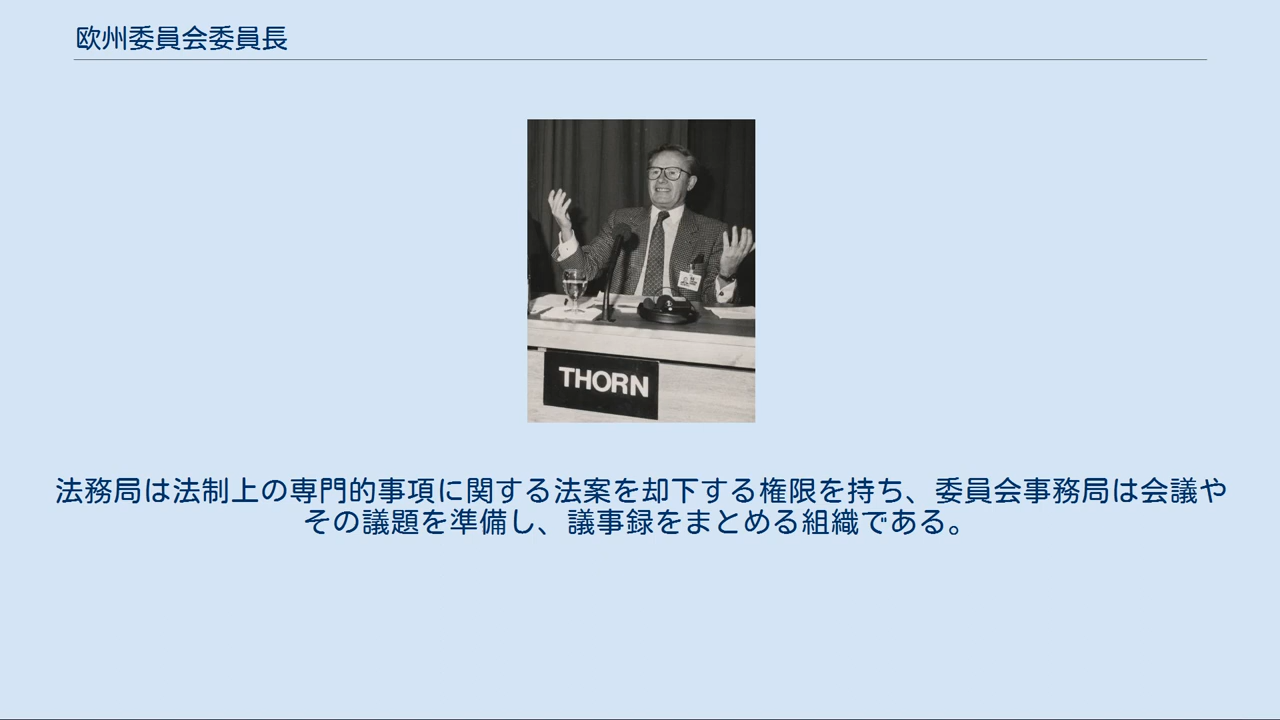 欧州委員会委員長
THORN
法務局は法制上の専門的事項に関する法案を却下する権限を持ち、委員会事務局は会議や
その議題を準備し、議事録をまとめる組織である。